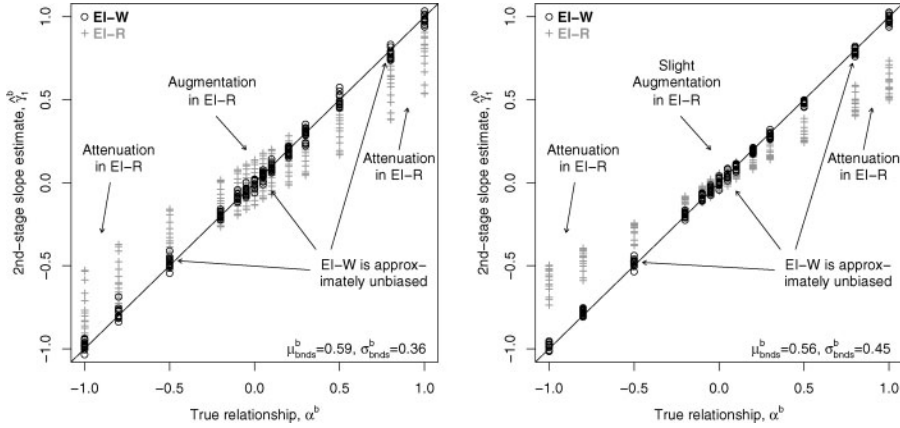 EI−W
EI−R
Augmentation
in EI−R
Attenuation
in EI−R
Attenuation
in EI−R
EI−W is approx−
imately unbiased
μᵇbnds=0.59, σᵇbnds=0.36
2nd−stage slope estimate, γ̂₁ᵇ
1.0
0.5
0.0
−0.5
−1.0
−1.0 −0.5 0.0 0.5 1.0
True relationship, αᵇ
EI−W
EI−R
Slight
Augmentation
in EI−R
Attenuation
in EI−R
Attenuation
in EI−R
EI−W is approx−
imately unbiased
μᵇbnds=0.56, σᵇbnds=0.45
2nd−stage slope estimate, γ̂₁ᵇ
1.0
0.5
0.0
−0.5
−1.0
−1.0 −0.5 0.0 0.5 1.0
True relationship, αᵇ